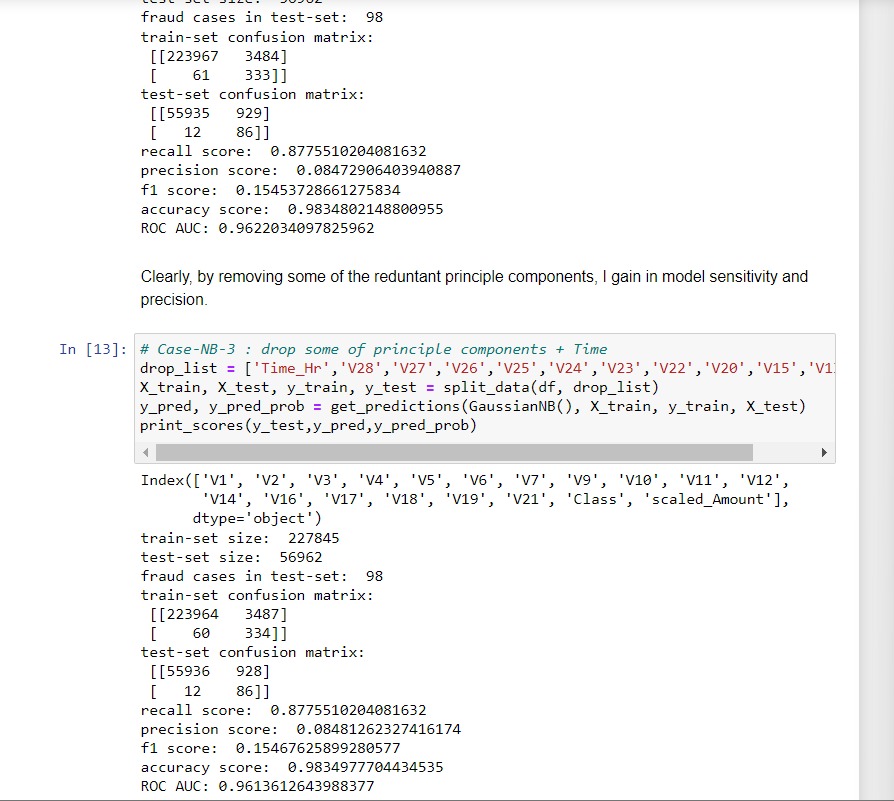 fraud cases in test-set:  98
train-set confusion matrix:
[[223967   3484]
[    61    333]]
test-set confusion matrix:
[[55935   929]
[   12    86]]
recall score:  0.8775510204081632
precision score:  0.08472906403940887
f1 score:  0.15453728661275834
accuracy score:  0.9834802148800955
ROC AUC: 0.9622034097825962
Clearly, by removing some of the reduntant principle components, I gain in model sensitivity and
precision.
In [13]: # Case-NB-3 : drop some of principle components + Time
drop_list = ['Time_Hr','V28','V27','V26','V25','V24','V23','V22','V20','V15','V1
X_train, X_test, y_train, y_test = split_data(df, drop_list)
y_pred, y_pred_prob = get_predictions(GaussianNB(), X_train, y_train, X_test)
print_scores(y_test,y_pred,y_pred_prob)
Index(['V1', 'V2', 'V3', 'V4', 'V5', 'V6', 'V7', 'V9', 'V10', 'V11', 'V12',
'V14', 'V16', 'V17', 'V18', 'V19', 'V21', 'Class', 'scaled_Amount'],
dtype='object')
train-set size:  227845
test-set size:  56962
fraud cases in test-set:  98
train-set confusion matrix:
[[223964   3487]
[    60    334]]
test-set confusion matrix:
[[55936   928]
[   12    86]]
recall score:  0.8775510204081632
precision score:  0.08481262327416174
f1 score:  0.15467625899280577
accuracy score:  0.9834977704434535
ROC AUC: 0.9613612643988377